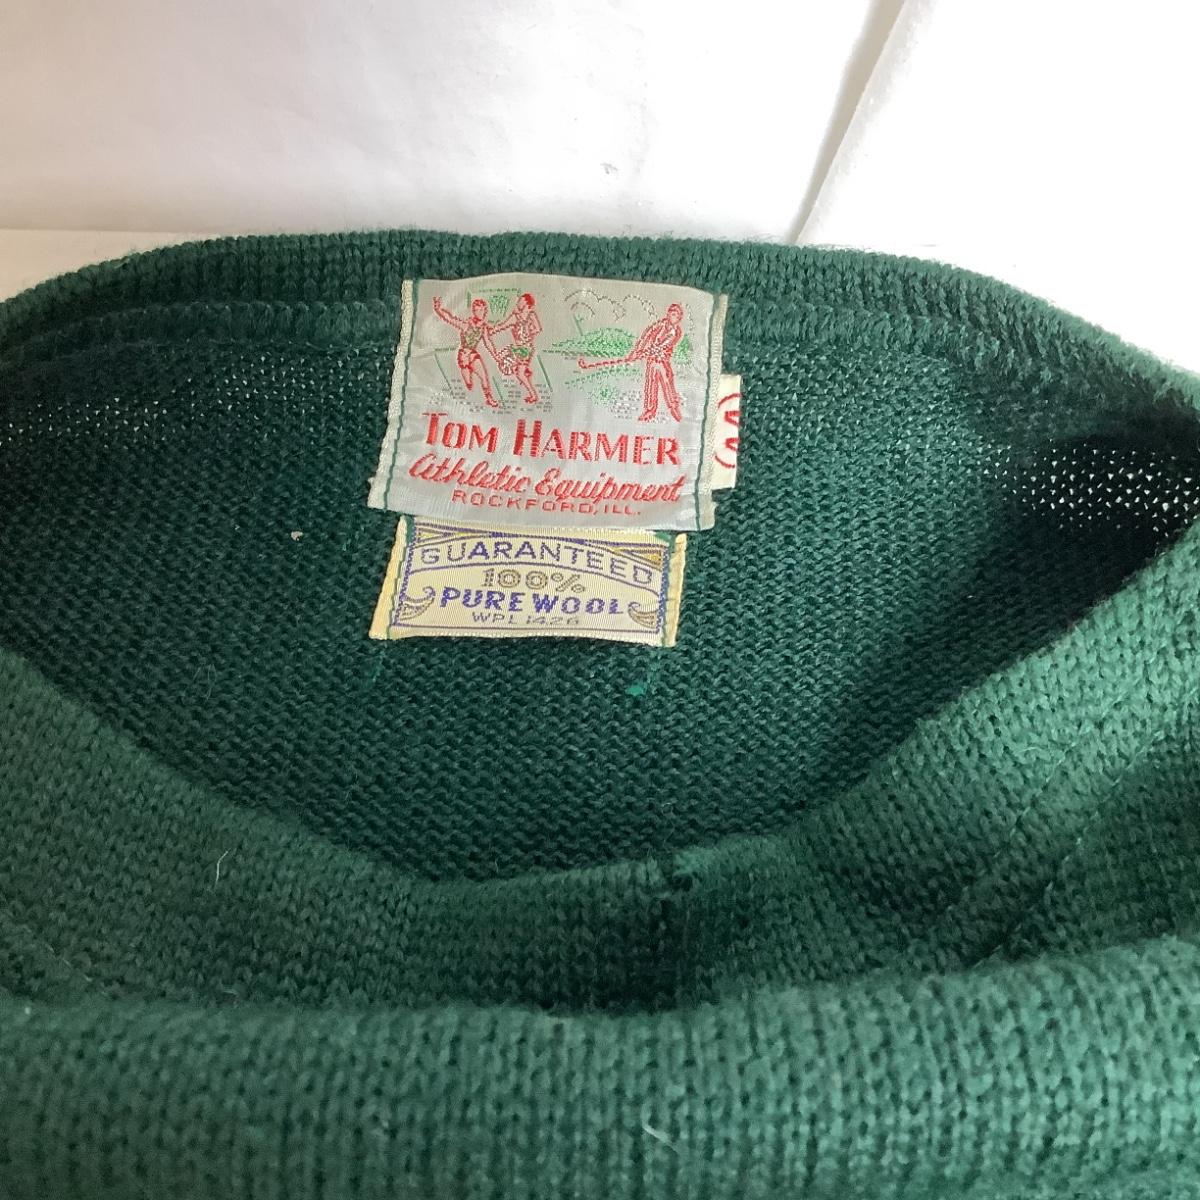 TOM HARMER
Athletic Equipment
ROCKFORD, ILL.
GUARANTEED
100%
PURE WOOL
WPL 1426